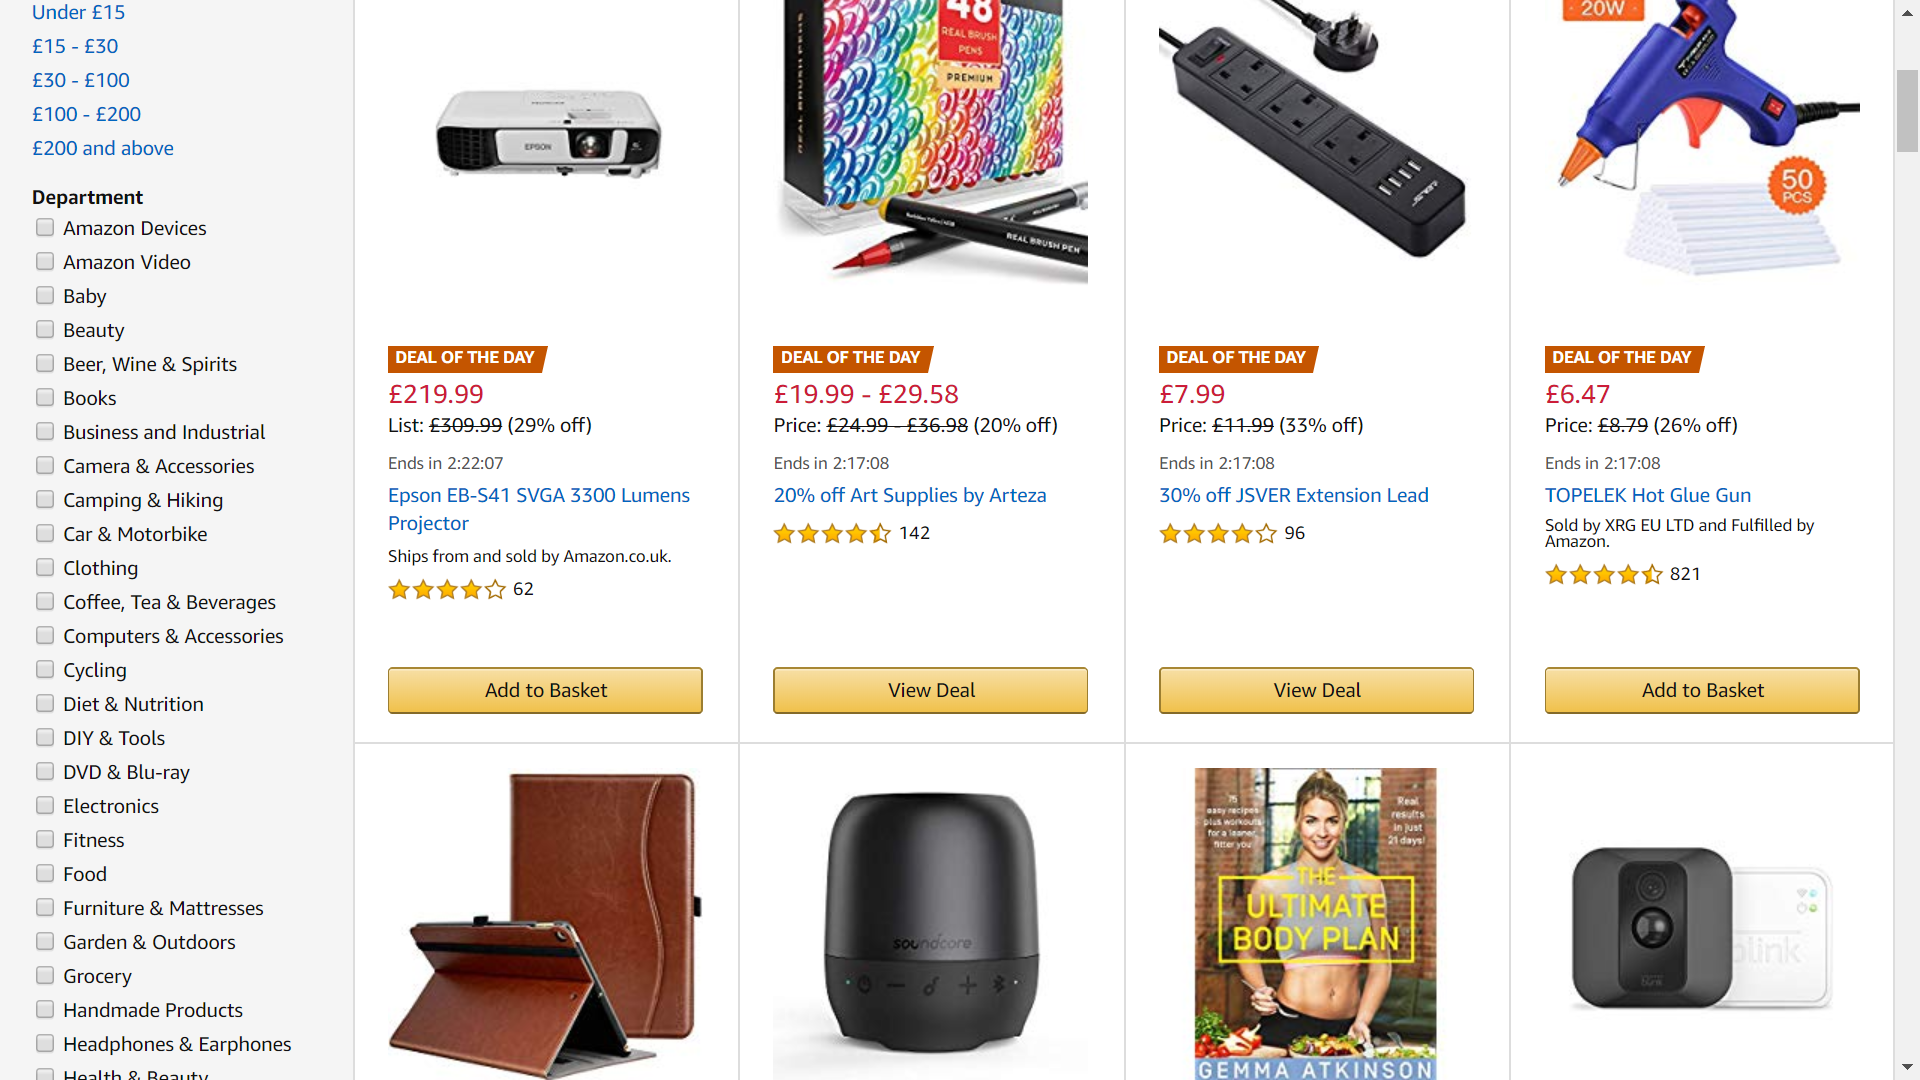 Under £15
£15 - £30
£30 - £100
£100 - £200
£200 and above
Department
Amazon Devices
Amazon Video
Baby
Beauty
Beer, Wine & Spirits
Books
Business and Industrial
Camera & Accessories
Camping & Hiking
Car & Motorbike
Clothing
Coffee, Tea & Beverages
Computers & Accessories
Cycling
Diet & Nutrition
DIY & Tools
DVD & Blu-ray
Electronics
Fitness
Food
Furniture & Mattresses
Garden & Outdoors
Grocery
Handmade Products
Headphones & Earphones
Health & Beauty
EPSON
DEAL OF THE DAY
£219.99
List: £309.99 (29% off)
Ends in 2:22:07
Epson EB-S41 SVGA 3300 Lumens
Projector
Ships from and sold by Amazon.co.uk.
62
Add to Basket
48
REAL BRUSH
PENS
PREMIUM
REAL BRUSH PENS
REAL BRUSH PEN
DEAL OF THE DAY
£19.99 - £29.58
Price: £24.99 - £36.98 (20% off)
Ends in 2:17:08
20% off Art Supplies by Arteza
142
View Deal
DEAL OF THE DAY
£7.99
Price: £11.99 (33% off)
Ends in 2:17:08
30% off JSVER Extension Lead
96
View Deal
20W
50
PCS
DEAL OF THE DAY
£6.47
Price: £8.79 (26% off)
Ends in 2:17:08
TOPELEK Hot Glue Gun
Sold by XRG EU LTD and Fulfilled by
Amazon.
821
Add to Basket
soundcore
75
easy recipes
plus workouts
for a leaner,
fitter you
Real
results
in just
21 days!
THE
ULTIMATE
BODY PLAN
GEMMA ATKINSON
blink